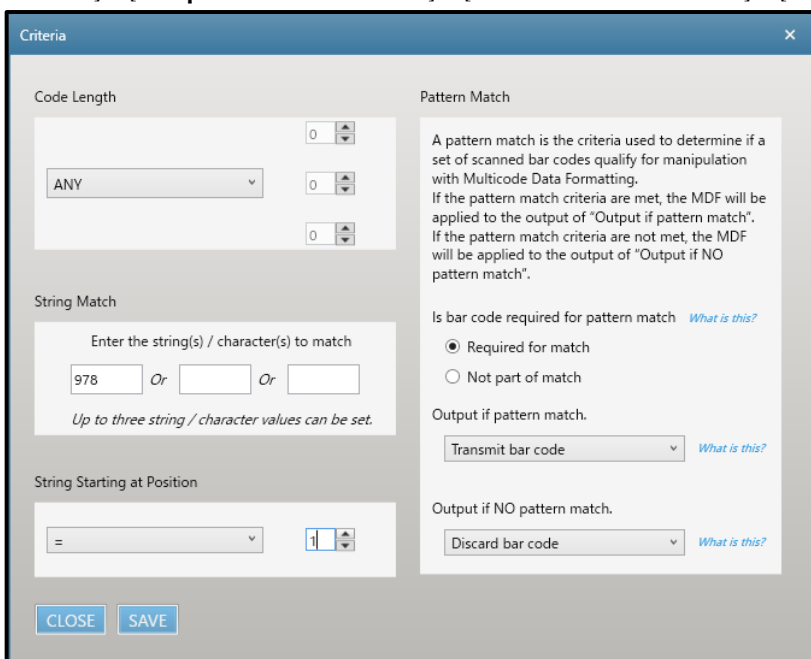 Criteria
×
Code Length
0
ANY
0
0
String Match
Enter the string(s) / character(s) to match
978 Or Or
Up to three string / character values can be set.
String Starting at Position
= 1
CLOSE SAVE
Pattern Match
A pattern match is the criteria used to determine if a
set of scanned bar codes qualify for manipulation
with Multicode Data Formatting.
If the pattern match criteria are met, the MDF will be
applied to the output of "Output if pattern match".
If the pattern match criteria are not met, the MDF
will be applied to the output of "Output if NO
pattern match".
Is bar code required for pattern match What is this?
Required for match
Not part of match
Output if pattern match.
Transmit bar code What is this?
Output if NO pattern match.
Discard bar code What is this?